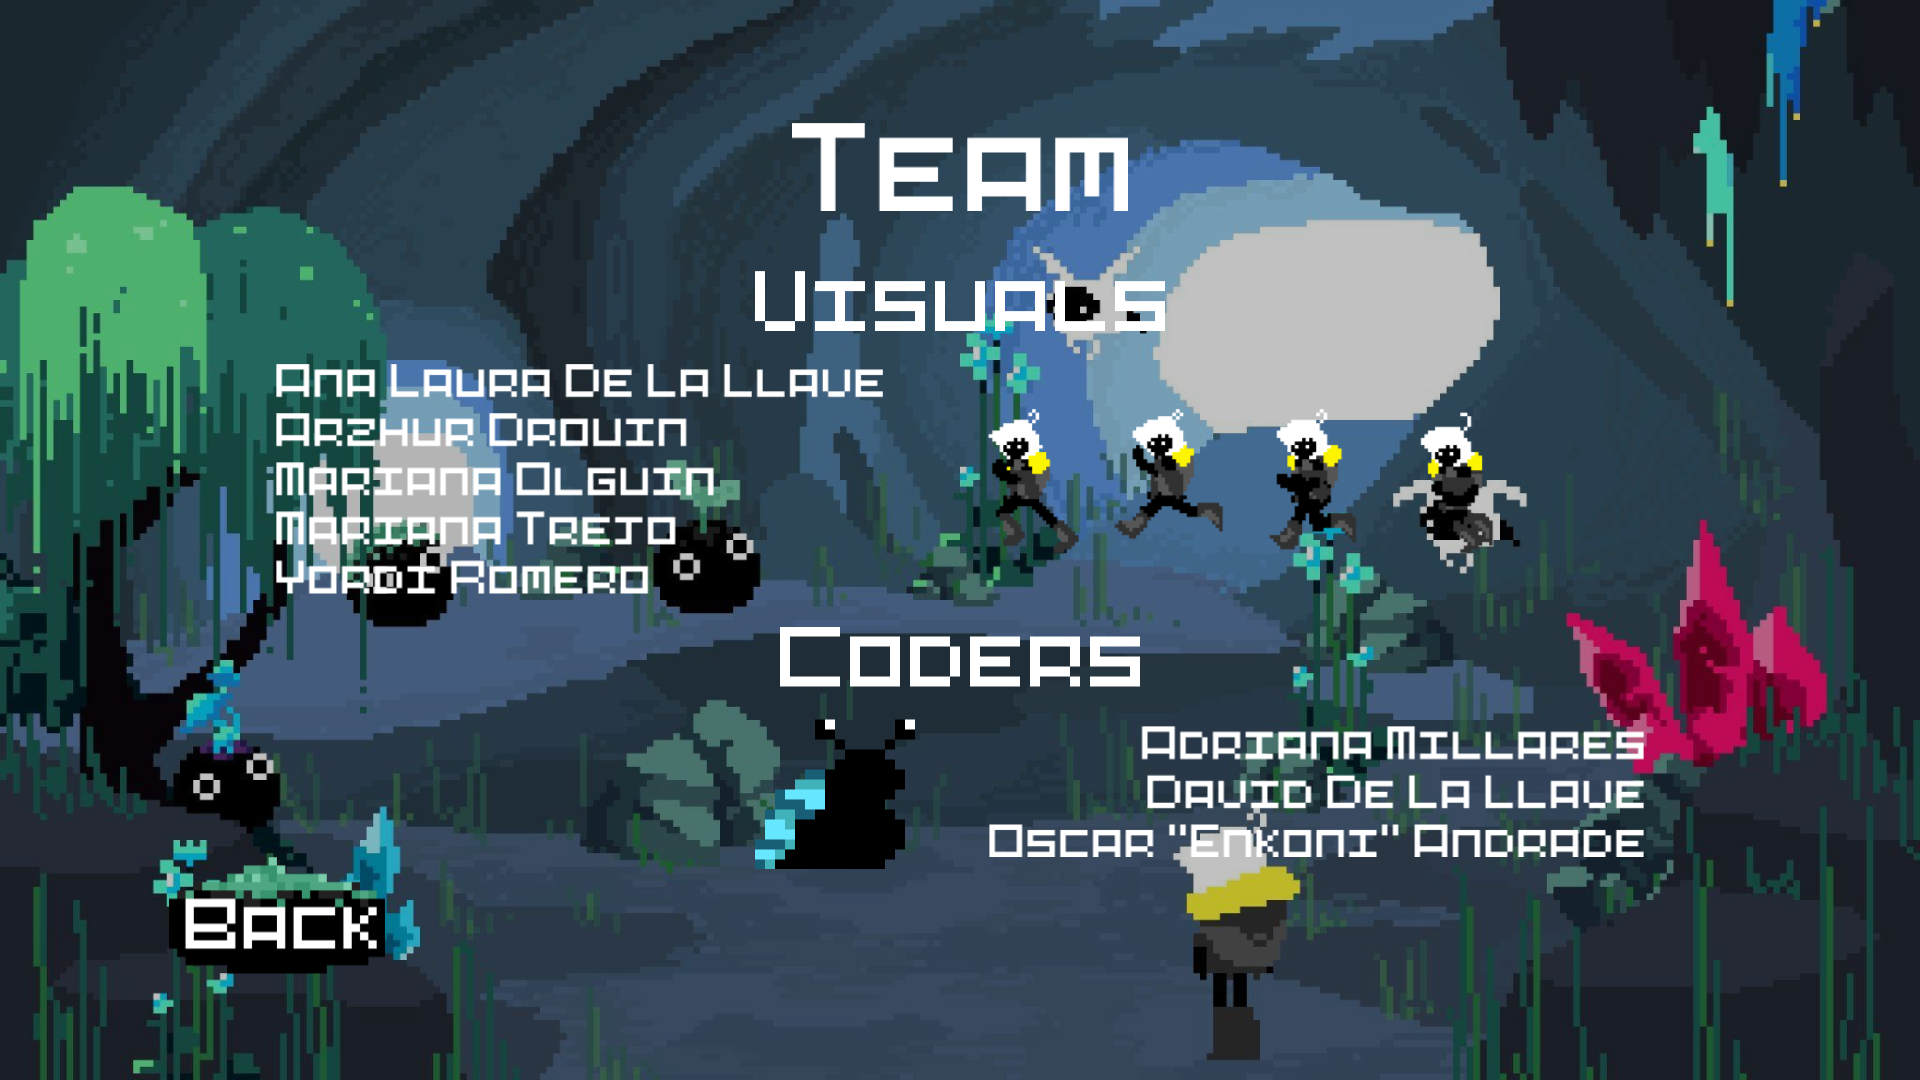 Team
Visuals
Ana Laura De La Llave
Arzhur Drouin
Mariana Olguin
Mariana Trejo
Yordi Romero
Coders
Adriana Millares
David De La Llave
Oscar "Enkoni" Andrade
Back